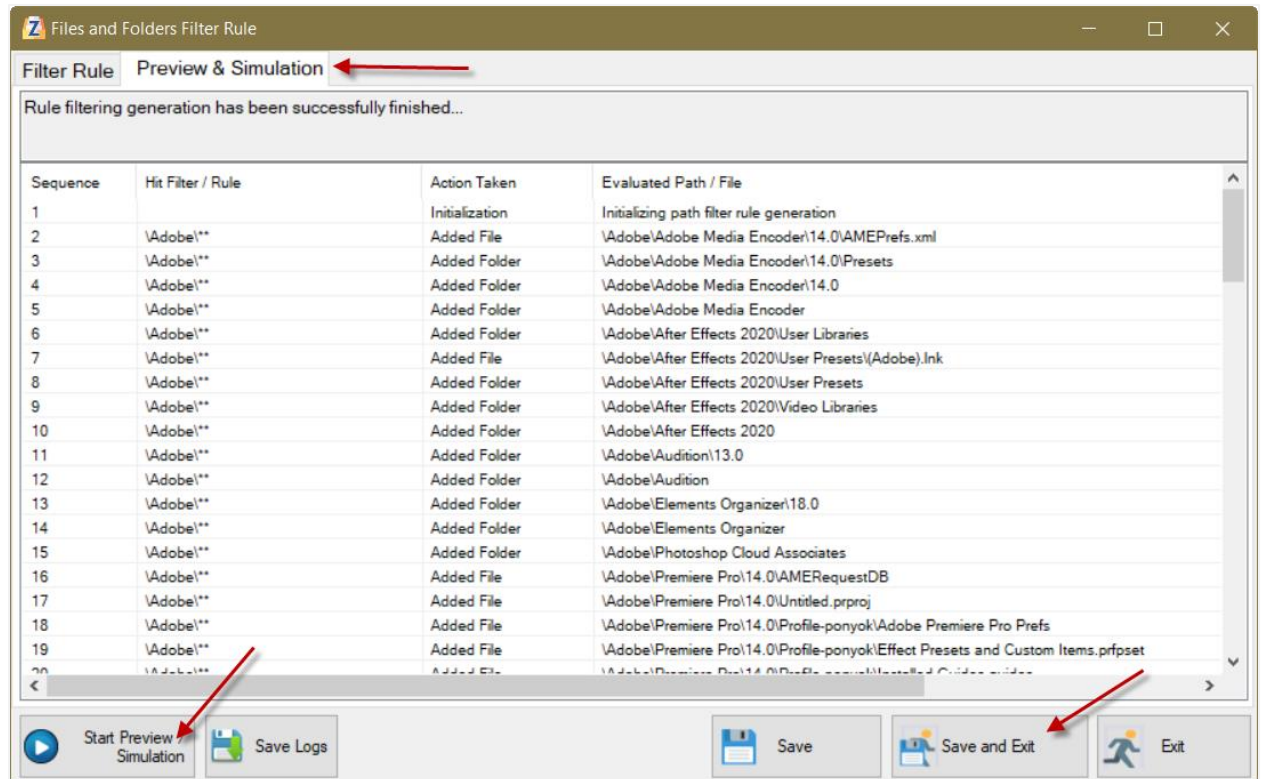 Files and Folders Filter Rule
Filter Rule Preview & Simulation
Rule filtering generation has been successfully finished...
Sequence Hit Filter / Rule Action Taken Evaluated Path / File
1 Initialization Initializing path filter rule generation
2 \Adobe\** Added File \Adobe\Adobe Media Encoder\14.0\AMEPrefs.xml
3 \Adobe\** Added Folder \Adobe\Adobe Media Encoder\14.0\Presets
4 \Adobe\** Added Folder \Adobe\Adobe Media Encoder\14.0
5 \Adobe\** Added Folder \Adobe\Adobe Media Encoder
6 \Adobe\** Added Folder \Adobe\After Effects 2020\User Libraries
7 \Adobe\** Added File \Adobe\After Effects 2020\User Presets\(Adobe).lnk
8 \Adobe\** Added Folder \Adobe\After Effects 2020\User Presets
9 \Adobe\** Added Folder \Adobe\After Effects 2020\Video Libraries
10 \Adobe\** Added Folder \Adobe\After Effects 2020
11 \Adobe\** Added Folder \Adobe\Audition\13.0
12 \Adobe\** Added Folder \Adobe\Audition
13 \Adobe\** Added Folder \Adobe\Elements Organizer\18.0
14 \Adobe\** Added Folder \Adobe\Elements Organizer
15 \Adobe\** Added Folder \Adobe\Photoshop Cloud Associates
16 \Adobe\** Added File \Adobe\Premiere Pro\14.0\AMERequestDB
17 \Adobe\** Added File \Adobe\Premiere Pro\14.0\Untitled.prproj
18 \Adobe\** Added File \Adobe\Premiere Pro\14.0\Profile-ponyok\Adobe Premiere Pro Prefs
19 \Adobe\** Added File \Adobe\Premiere Pro\14.0\Profile-ponyok\Effect Presets and Custom Items.prfpset
Start Preview / Simulation Save Logs Save Save and Exit Exit